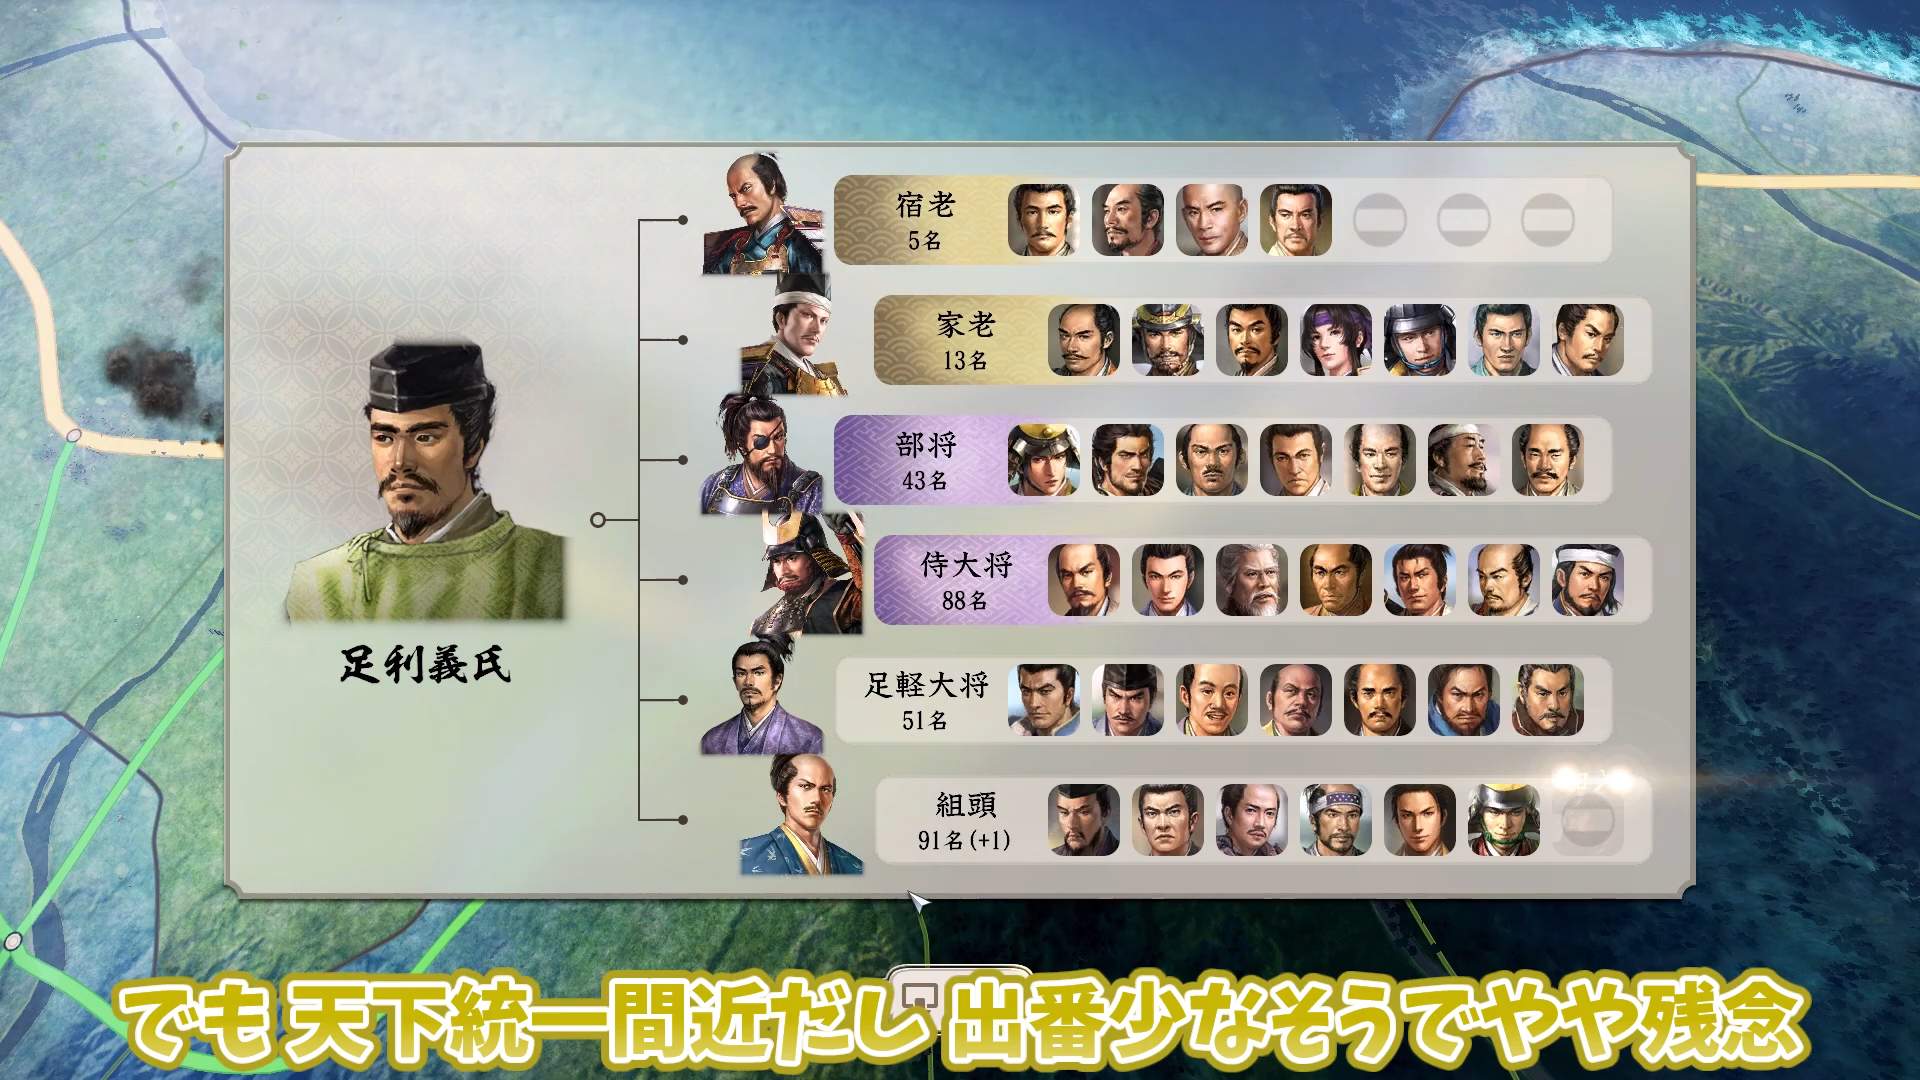 宿老
5名
家老
13名
部将
43名
侍大将
88名
足利義氏
足軽大将
51名
組頭
91名(+1)
でも 天下統一間近だし 出番少なそうでやや残念